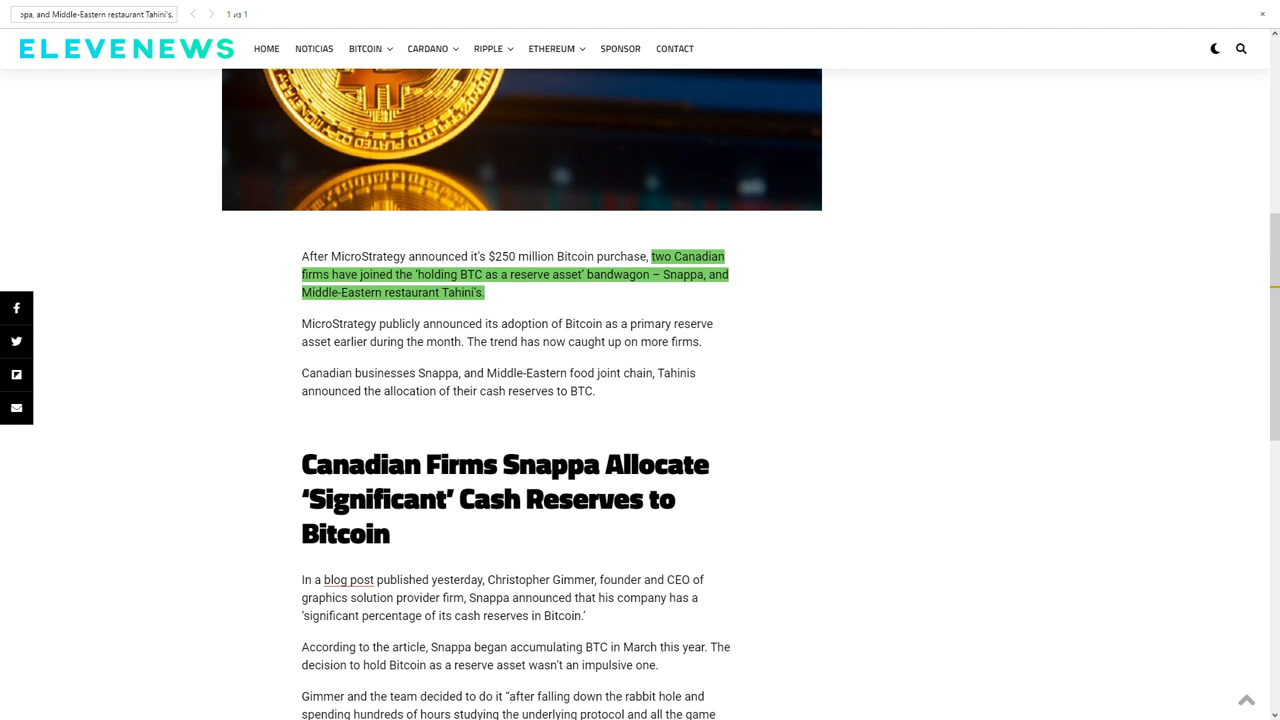 ppa, and Middle-Eastern restaurant Tahini's.
1 из 1
ELEVENEWS
HOME NOTICIAS BITCOIN CARDANO RIPPLE ETHEREUM SPONSOR CONTACT
After MicroStrategy announced it's $250 million Bitcoin purchase, two Canadian
firms have joined the 'holding BTC as a reserve asset' bandwagon – Snappa, and
Middle-Eastern restaurant Tahini's.
MicroStrategy publicly announced its adoption of Bitcoin as a primary reserve
asset earlier during the month. The trend has now caught up on more firms.
Canadian businesses Snappa, and Middle-Eastern food joint chain, Tahinis
announced the allocation of their cash reserves to BTC.
Canadian Firms Snappa Allocate
‘Significant’ Cash Reserves to
Bitcoin
In a blog post published yesterday, Christopher Gimmer, founder and CEO of
graphics solution provider firm, Snappa announced that his company has a
‘significant percentage of its cash reserves in Bitcoin.’
According to the article, Snappa began accumulating BTC in March this year. The
decision to hold Bitcoin as a reserve asset wasn't an impulsive one.
Gimmer and the team decided to do it “after falling down the rabbit hole and
spending hundreds of hours studying the underlying protocol and all the game